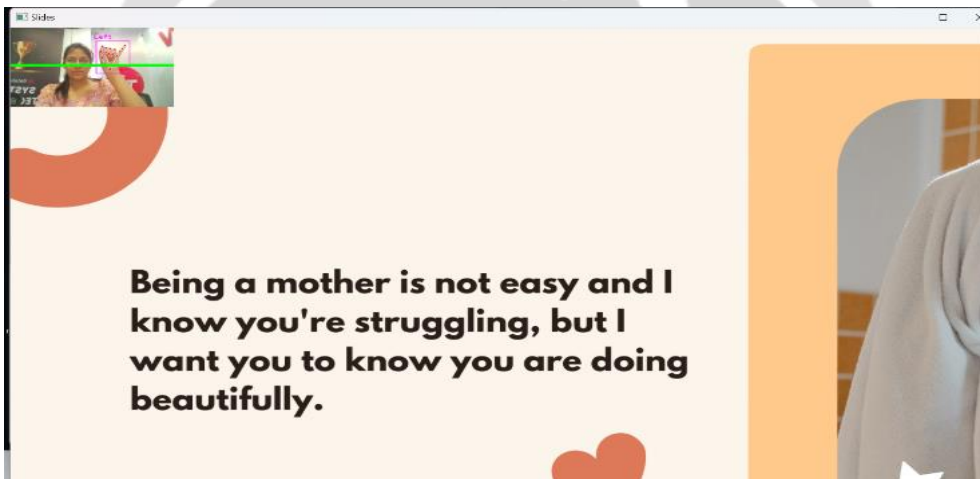 Slides
Left
Being a mother is not easy and I
know you're struggling, but I
want you to know you are doing
beautifully.